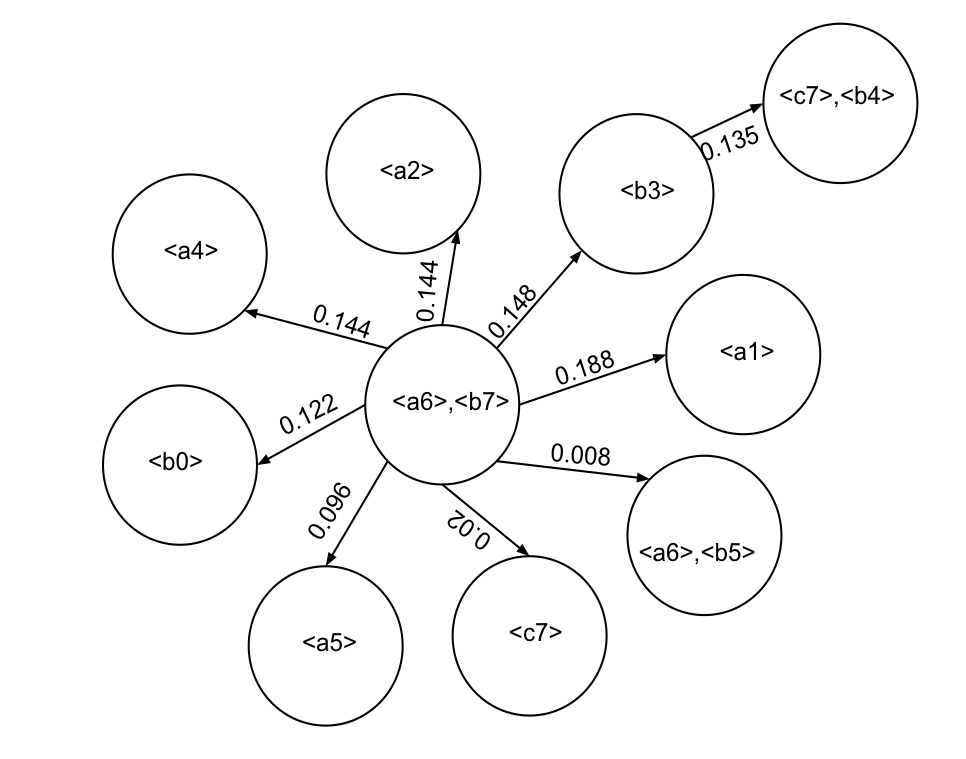 <c7>,<b4>
0.135
<a2>
<b3>
<a4>
0.144
0.144
0.148
<a1>
0.188
<a6>,<b7>
0.122
<b0>
0.008
0.096
0.02
<a6>,<b5>
<a5>
<c7>